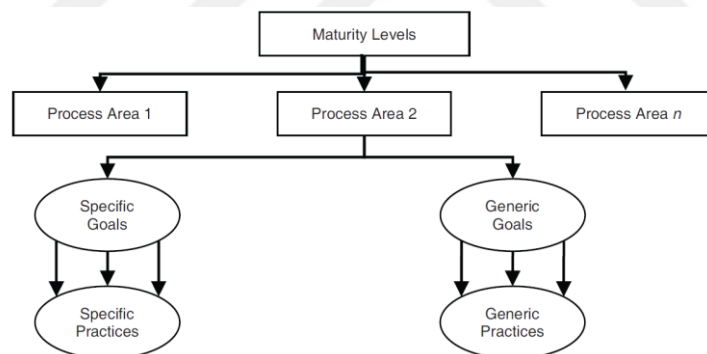 Maturity Levels
Process Area 1
Process Area 2
Process Area n
Specific
Goals
Generic
Goals
Specific
Practices
Generic
Practices